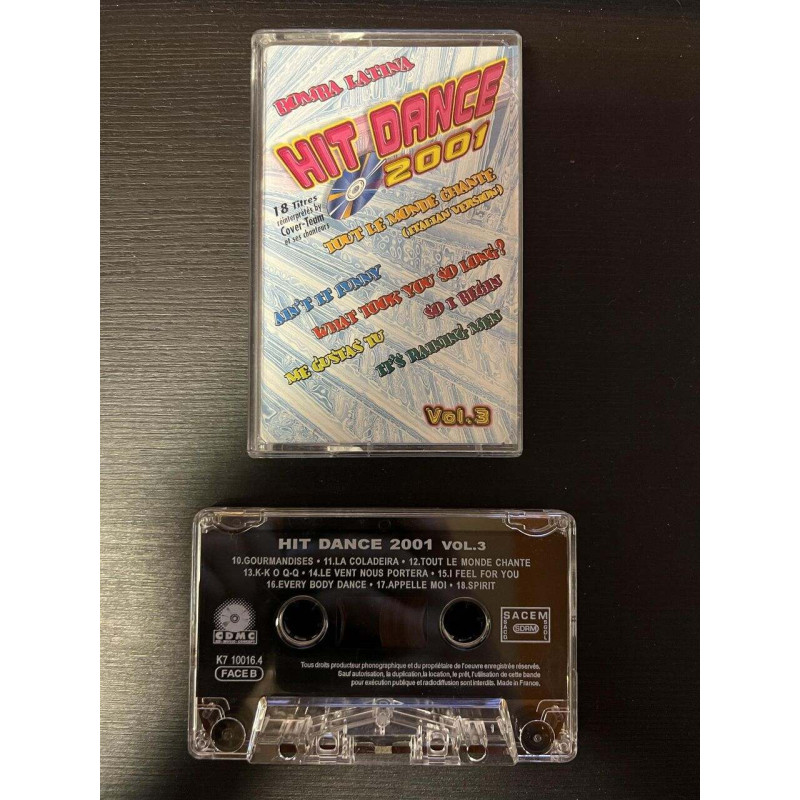 BOMBA LATINA
HIT DANCE
2001
18 Titres
réinterprétés by
Cover-Team
et ses chanteurs
TOUT LE MONDE CHANTE
(ITALIAN VERSION)
AIN'T IT FUNNY
WHAT TOOK YOU SO LONG?
SO I BEGIN
ME GUSTAS TU
IT'S RAINING MEN
Vol.3
HIT DANCE 2001 VOL.3
10.GOURMANDISES • 11.LA COLADEIRA • 12.TOUT LE MONDE CHANTE
13.K-K O Q-Q • 14.LE VENT NOUS PORTERA • 15.I FEEL FOR YOU
16.EVERY BODY DANCE • 17.APPELLE MOI • 18.SPIRIT
CDMC
K7 10016.4
FACE B
SACEM
SDRM
Tous droits producteur phonographique et du propriétaire de l'oeuvre enregistrée réservés.
Sauf autorisation, la duplication,la location, le prêt, l'utilisation de cette bande
pour exécution publique et radiodiffusion sont interdits. Made in France.